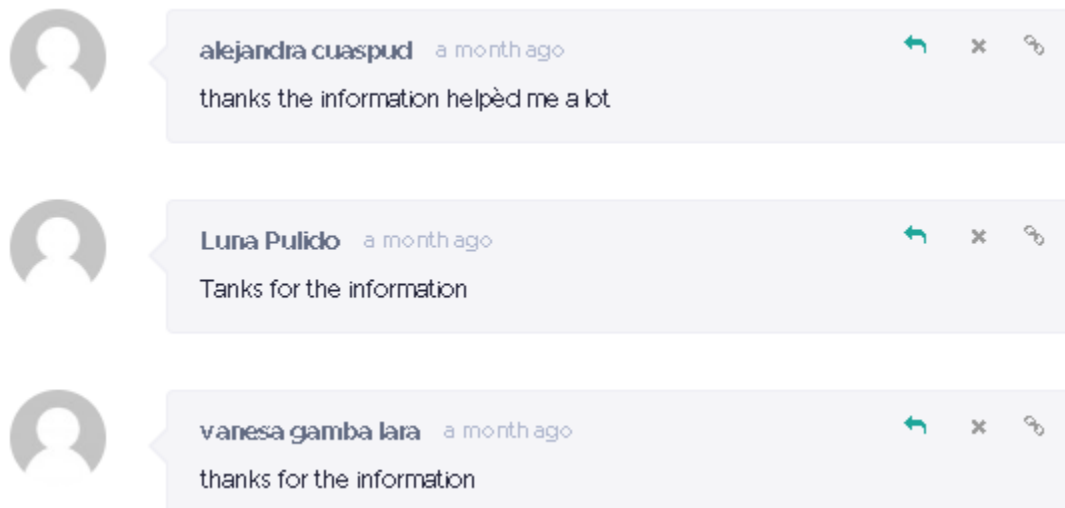 alejandra cuaspud a month ago
thanks the information helpèd me a lot
Luna Pulido a month ago
Tanks for the information
vanesa gamba lara a month ago
thanks for the information